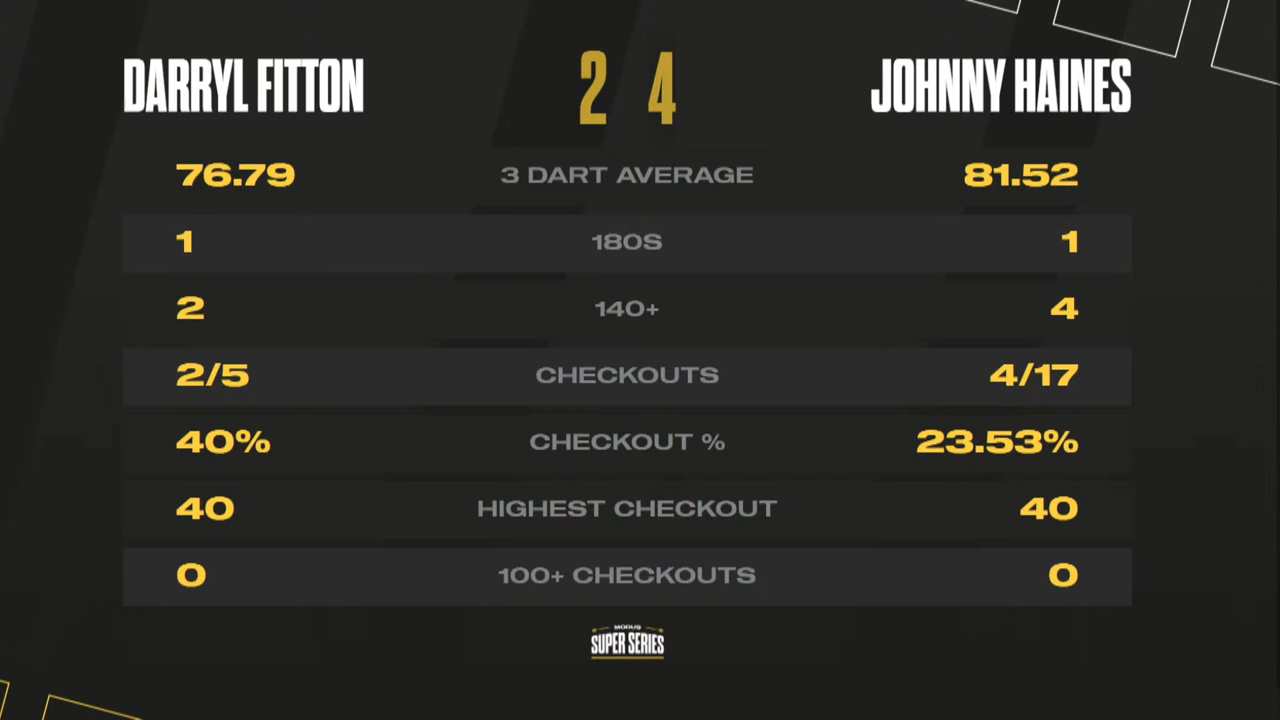 DARRYL FITTON 2 4 JOHNNY HAINES
76.79 3 DART AVERAGE 81.52
1 180S 1
2 140+ 4
2/5 CHECKOUTS 4/17
40% CHECKOUT % 23.53%
40 HIGHEST CHECKOUT 40
0 100+ CHECKOUTS 0
MODUS
SUPER SERIES